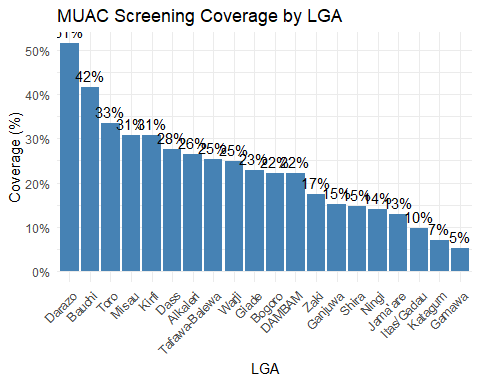 MUAC Screening Coverage by LGA
Coverage (%)
50%
40%
30%
20%
10%
0%
51%
42%
33%
31%
31%
28%
26%
25%
25%
23%
22%
22%
17%
15%
15%
14%
13%
10%
7%
5%
Darazo
Bauchi
Toro
Misau
Kirfi
Dass
Alkaleri
Tafawa-Balewa
Warji
Giade
Bogoro
DAMBAM
Zaki
Ganjuwa
Shira
Ningi
Jama'are
Itas/Gadau
Katagum
Gamawa
LGA